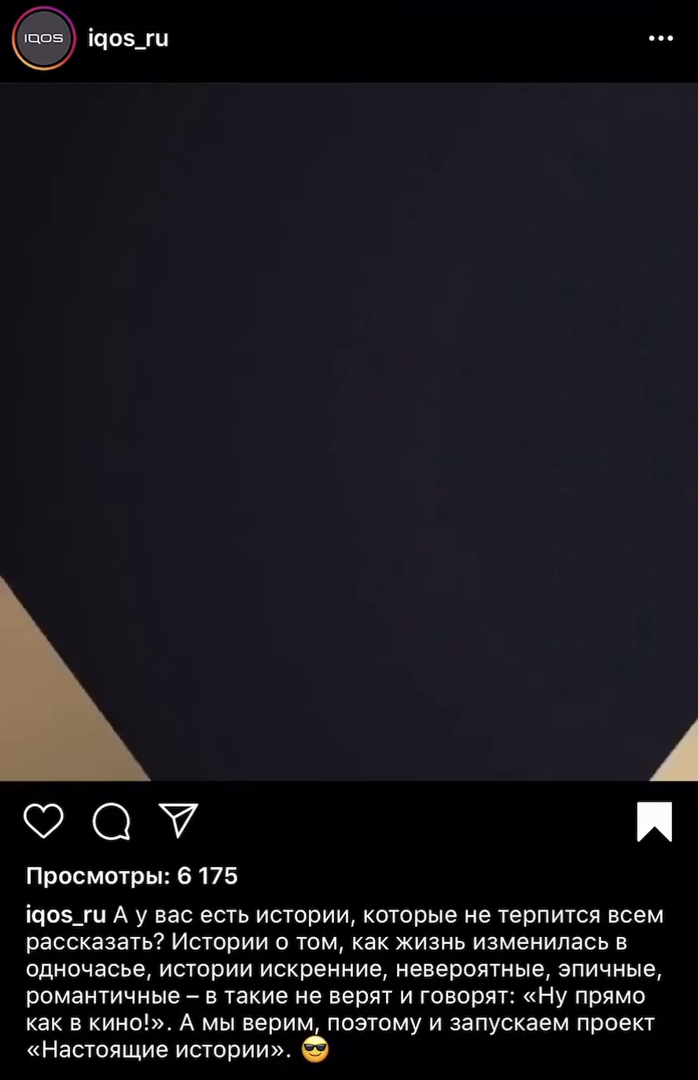 IQOS
iqos_ru
Просмотры: 6 175
iqos_ru А у вас есть истории, которые не терпится всем
рассказать? Истории о том, как жизнь изменилась в
одночасье, истории искренние, невероятные, эпичные,
романтичные – в такие не верят и говорят: «Ну прямо
как в кино!». А мы верим, поэтому и запускаем проект
«Настоящие истории». 😎